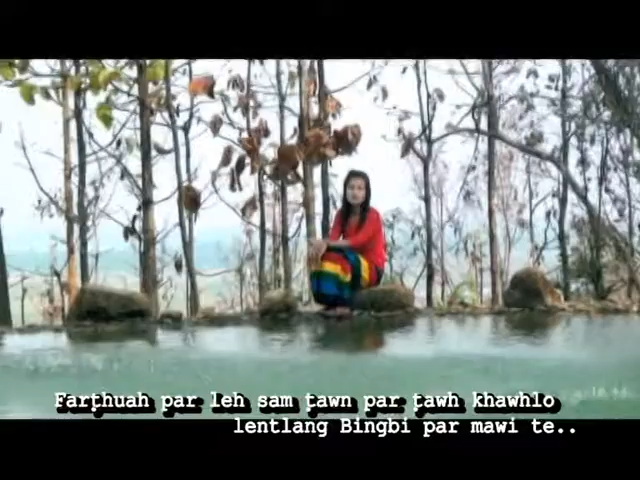 Farṭhuah par leh sam ṭawn par ṭawh khawhlo
lentlang Bingbi par mawi te..